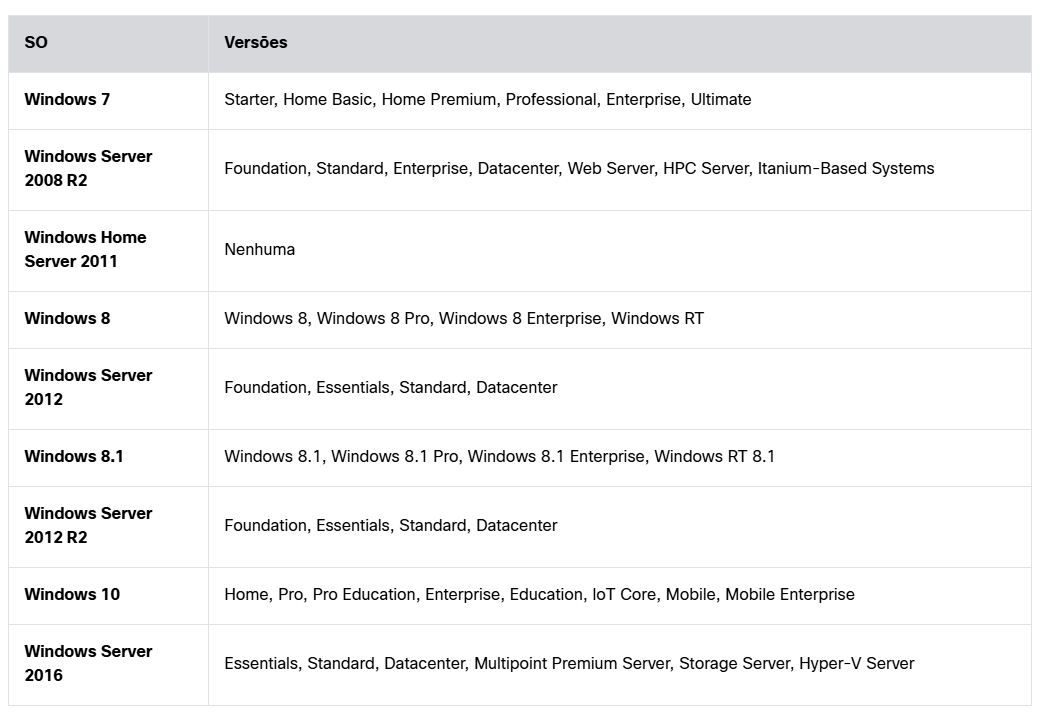 SO Versões
Windows 7 Starter, Home Basic, Home Premium, Professional, Enterprise, Ultimate
Windows Server
2008 R2
Foundation, Standard, Enterprise, Datacenter, Web Server, HPC Server, Itanium-Based Systems
Windows Home
Server 2011
Nenhuma
Windows 8 Windows 8, Windows 8 Pro, Windows 8 Enterprise, Windows RT
Windows Server
2012
Foundation, Essentials, Standard, Datacenter
Windows 8.1 Windows 8.1, Windows 8.1 Pro, Windows 8.1 Enterprise, Windows RT 8.1
Windows Server
2012 R2
Foundation, Essentials, Standard, Datacenter
Windows 10 Home, Pro, Pro Education, Enterprise, Education, IoT Core, Mobile, Mobile Enterprise
Windows Server
2016
Essentials, Standard, Datacenter, Multipoint Premium Server, Storage Server, Hyper-V Server